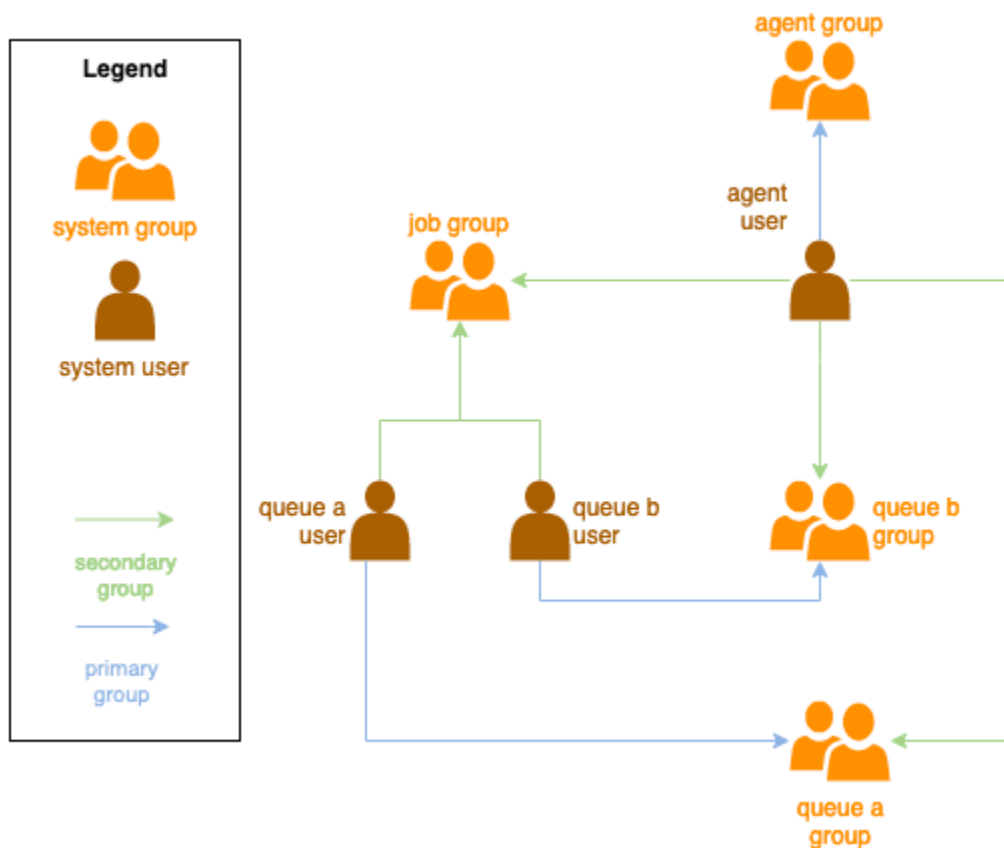 Legend
system group
system user
secondary
group
primary
group
agent group
agent
user
job group
queue a
user
queue b
user
queue b
group
queue a
group